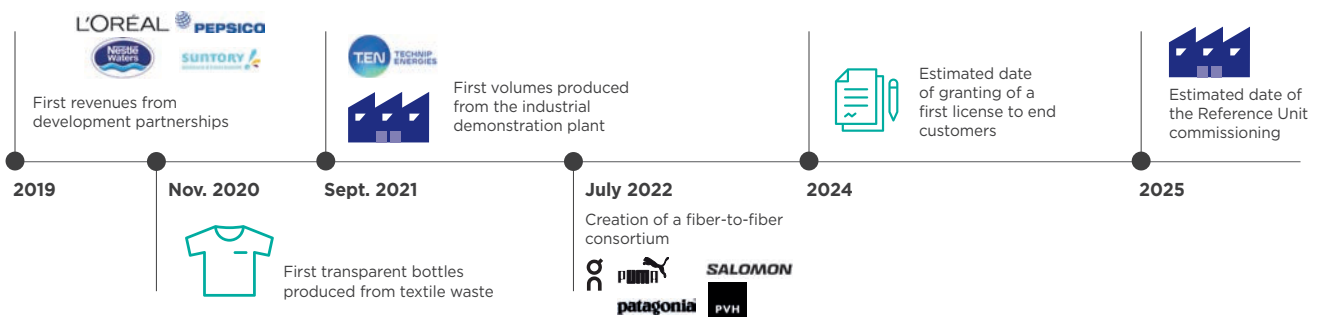 L'ORÉAL
PEPSICO
Nestlé
Waters
SUNTORY
First revenues from
development partnerships
T.EN TECHNIP
ENERGIES
First volumes produced
from the industrial
demonstration plant
Estimated date
of granting of a
first license to end
customers
Estimated date of
the Reference Unit
commissioning
2019
Nov. 2020
Sept. 2021
July 2022
2024
2025
First transparent bottles
produced from textile waste
Creation of a fiber-to-fiber
consortium
on
PUMA
SALOMON
patagonia
PVH